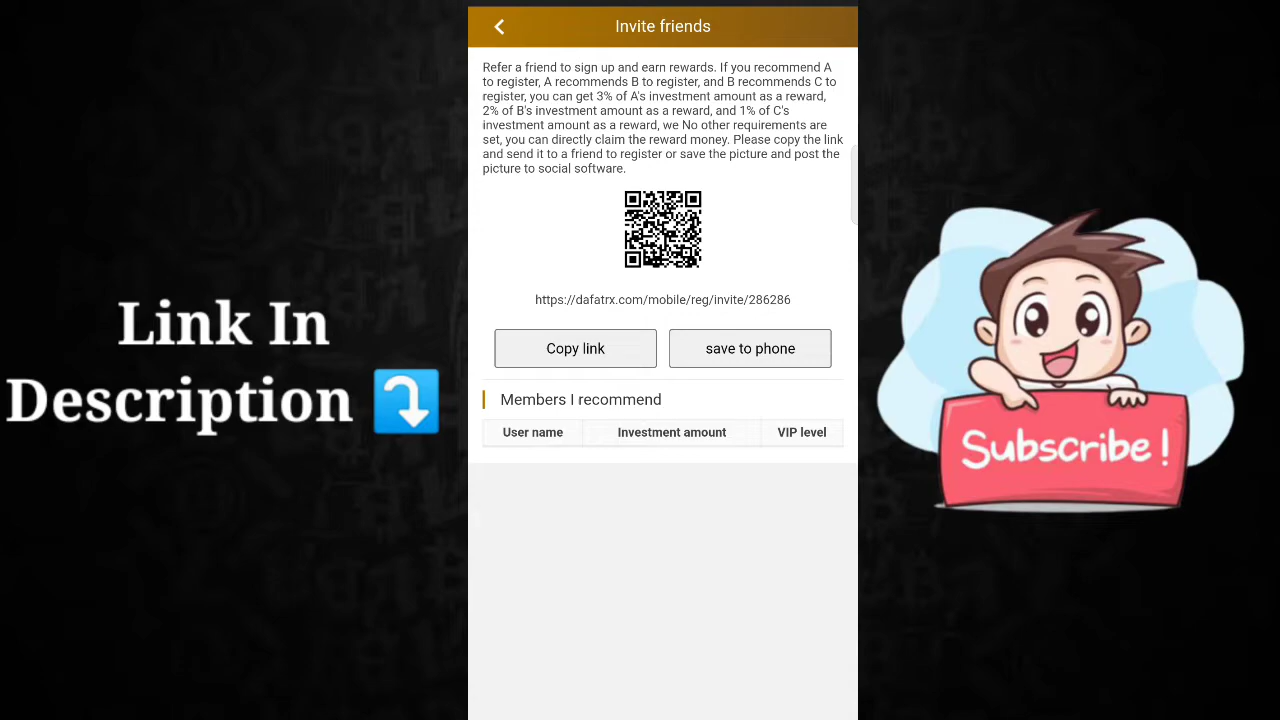 Invite friends
Refer a friend to sign up and earn rewards. If you recommend A
to register, A recommends B to register, and B recommends C to
register, you can get 3% of A's investment amount as a reward,
2% of B's investment amount as a reward, and 1% of C's
investment amount as a reward, we No other requirements are
set, you can directly claim the reward money. Please copy the link
and send it to a friend to register or save the picture and post the
picture to social software.
https://dafatrx.com/mobile/reg/invite/286286
Copy link
save to phone
Members I recommend
User name
Investment amount
VIP level
Link In
Description
Subscribe!